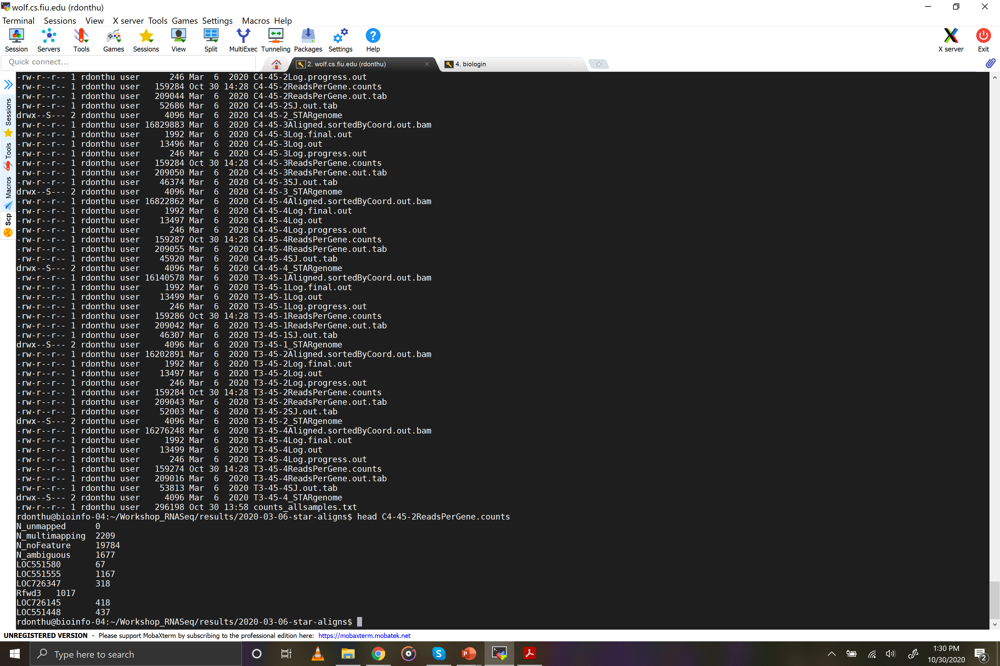 wolf.cs.fiu.edu (rdonthu)
Terminal Sessions View X server Tools Games Settings Macros Help
Session Servers Tools Games Sessions View Split MultiExec Tunneling Packages Settings Help X server Exit
Quick connect... 2. wolf.cs.fiu.edu (rdonthu) 4. biologin
Sessions
Tools
Macros
Scp
-rw-r--r-- 1 rdonthu user 246 Mar 6 2020 C4-45-2Log.progress.out
-rw-r--r-- 1 rdonthu user 159284 Oct 30 14:28 C4-45-2ReadsPerGene.counts
-rw-r--r-- 1 rdonthu user 209044 Mar 6 2020 C4-45-2ReadsPerGene.out.tab
-rw-r--r-- 1 rdonthu user 52686 Mar 6 2020 C4-45-2SJ.out.tab
drwx--S--- 2 rdonthu user 4096 Mar 6 2020 C4-45-2_STARgenome
-rw-r--r-- 1 rdonthu user 16829883 Mar 6 2020 C4-45-3Aligned.sortedByCoord.out.bam
-rw-r--r-- 1 rdonthu user 1992 Mar 6 2020 C4-45-3Log.final.out
-rw-r--r-- 1 rdonthu user 13496 Mar 6 2020 C4-45-3Log.out
-rw-r--r-- 1 rdonthu user 246 Mar 6 2020 C4-45-3Log.progress.out
-rw-r--r-- 1 rdonthu user 159284 Oct 30 14:28 C4-45-3ReadsPerGene.counts
-rw-r--r-- 1 rdonthu user 209050 Mar 6 2020 C4-45-3ReadsPerGene.out.tab
-rw-r--r-- 1 rdonthu user 46374 Mar 6 2020 C4-45-3SJ.out.tab
drwx--S--- 2 rdonthu user 4096 Mar 6 2020 C4-45-3_STARgenome
-rw-r--r-- 1 rdonthu user 16822862 Mar 6 2020 C4-45-4Aligned.sortedByCoord.out.bam
-rw-r--r-- 1 rdonthu user 1992 Mar 6 2020 C4-45-4Log.final.out
-rw-r--r-- 1 rdonthu user 13497 Mar 6 2020 C4-45-4Log.out
-rw-r--r-- 1 rdonthu user 246 Mar 6 2020 C4-45-4Log.progress.out
-rw-r--r-- 1 rdonthu user 159287 Oct 30 14:28 C4-45-4ReadsPerGene.counts
-rw-r--r-- 1 rdonthu user 209055 Mar 6 2020 C4-45-4ReadsPerGene.out.tab
-rw-r--r-- 1 rdonthu user 45920 Mar 6 2020 C4-45-4SJ.out.tab
drwx--S--- 2 rdonthu user 4096 Mar 6 2020 C4-45-4_STARgenome
-rw-r--r-- 1 rdonthu user 16140578 Mar 6 2020 T3-45-1Aligned.sortedByCoord.out.bam
-rw-r--r-- 1 rdonthu user 1992 Mar 6 2020 T3-45-1Log.final.out
-rw-r--r-- 1 rdonthu user 13499 Mar 6 2020 T3-45-1Log.out
-rw-r--r-- 1 rdonthu user 246 Mar 6 2020 T3-45-1Log.progress.out
-rw-r--r-- 1 rdonthu user 159286 Oct 30 14:28 T3-45-1ReadsPerGene.counts
-rw-r--r-- 1 rdonthu user 209042 Mar 6 2020 T3-45-1ReadsPerGene.out.tab
-rw-r--r-- 1 rdonthu user 46307 Mar 6 2020 T3-45-1SJ.out.tab
drwx--S--- 2 rdonthu user 4096 Mar 6 2020 T3-45-1_STARgenome
-rw-r--r-- 1 rdonthu user 16202891 Mar 6 2020 T3-45-2Aligned.sortedByCoord.out.bam
-rw-r--r-- 1 rdonthu user 1992 Mar 6 2020 T3-45-2Log.final.out
-rw-r--r-- 1 rdonthu user 13497 Mar 6 2020 T3-45-2Log.out
-rw-r--r-- 1 rdonthu user 246 Mar 6 2020 T3-45-2Log.progress.out
-rw-r--r-- 1 rdonthu user 159284 Oct 30 14:28 T3-45-2ReadsPerGene.counts
-rw-r--r-- 1 rdonthu user 209043 Mar 6 2020 T3-45-2ReadsPerGene.out.tab
-rw-r--r-- 1 rdonthu user 52003 Mar 6 2020 T3-45-2SJ.out.tab
drwx--S--- 2 rdonthu user 4096 Mar 6 2020 T3-45-2_STARgenome
-rw-r--r-- 1 rdonthu user 16276248 Mar 6 2020 T3-45-4Aligned.sortedByCoord.out.bam
-rw-r--r-- 1 rdonthu user 1992 Mar 6 2020 T3-45-4Log.final.out
-rw-r--r-- 1 rdonthu user 13499 Mar 6 2020 T3-45-4Log.out
-rw-r--r-- 1 rdonthu user 246 Mar 6 2020 T3-45-4Log.progress.out
-rw-r--r-- 1 rdonthu user 159274 Oct 30 14:28 T3-45-4ReadsPerGene.counts
-rw-r--r-- 1 rdonthu user 209016 Mar 6 2020 T3-45-4ReadsPerGene.out.tab
-rw-r--r-- 1 rdonthu user 53813 Mar 6 2020 T3-45-4SJ.out.tab
drwx--S--- 2 rdonthu user 4096 Mar 6 2020 T3-45-4_STARgenome
-rw-r--r-- 1 rdonthu user 296198 Oct 30 13:58 counts_allsamples.txt
rdonthu@bioinfo-04:~/Workshop_RNASeq/results/2020-03-06-star-aligns$ head C4-45-2ReadsPerGene.counts
N_unmapped 0
N_multimapping 2209
N_noFeature 19784
N_ambiguous 1677
LOC551580 67
LOC551555 1167
LOC726347 318
Rfwd3 1017
LOC726145 418
LOC551448 437
rdonthu@bioinfo-04:~/Workshop_RNASeq/results/2020-03-06-star-aligns$
UNREGISTERED VERSION - Please support MobaXterm by subscribing to the professional edition here: https://mobaxterm.mobatek.net
Type here to search
1:30 PM
10/30/2020
2